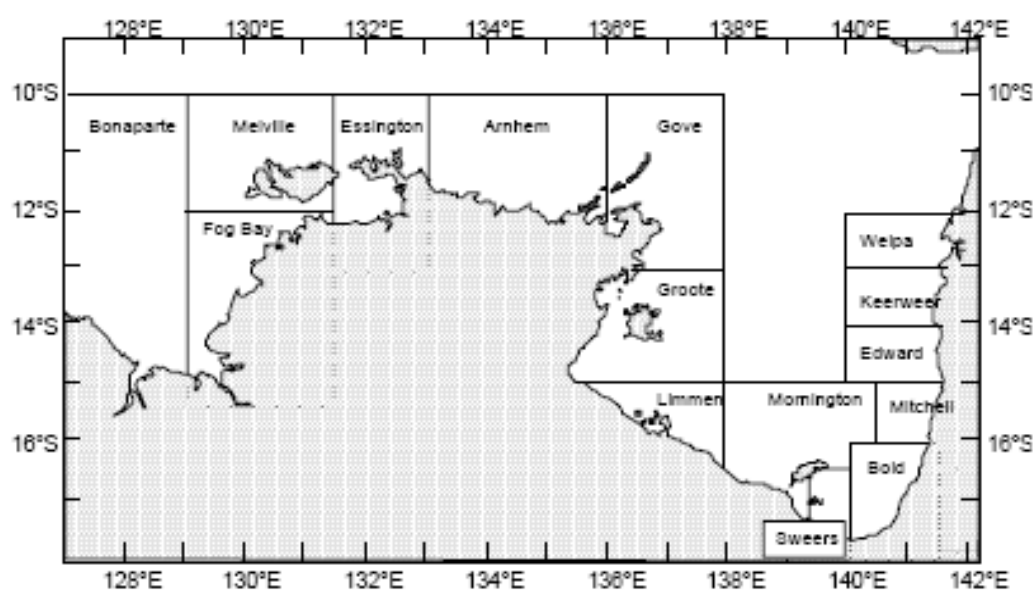 128°E 130°E 132°E 134°E 136°E 138°E 140°E 142°E
10°S 10°S
Bonaparte Melville Essington Arnhem Gove
12°S 12°S
Fog Bay Weipa
Groote Keerweer
14°S 14°S
Edward
Limmen Mornington Mitchell
16°S 16°S
Bold
Sweers
128°E 130°E 132°E 134°E 136°E 138°E 140°E 142°E